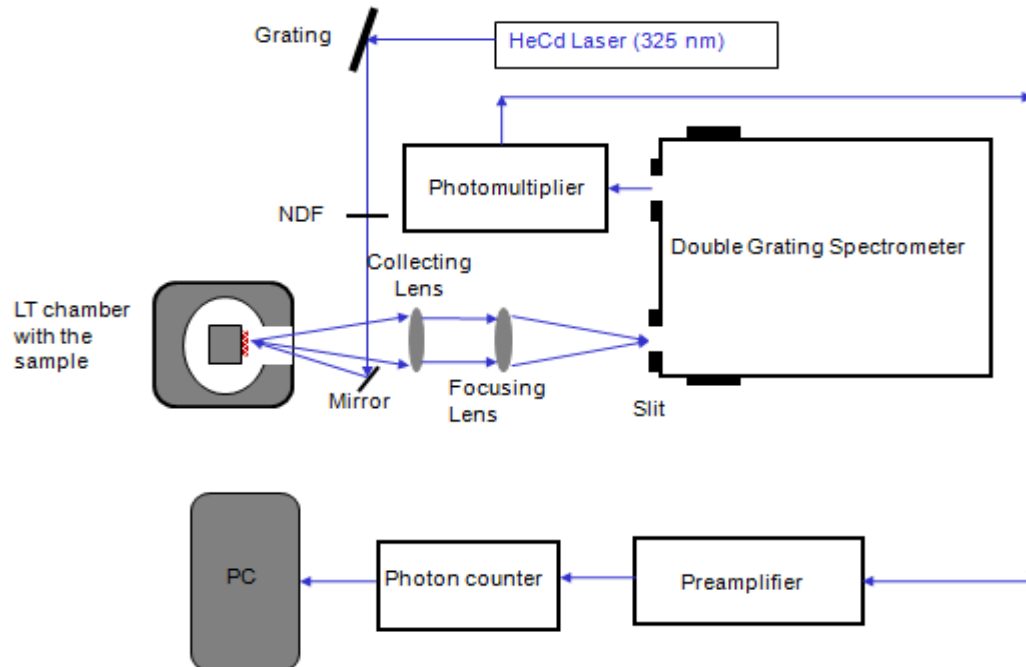 Grating
HeCd Laser (325 nm)
Photomultiplier
NDF
Double Grating Spectrometer
Collecting
Lens
LT chamber
with the
sample
Mirror
Focusing
Lens
Slit
PC
Photon counter
Preamplifier